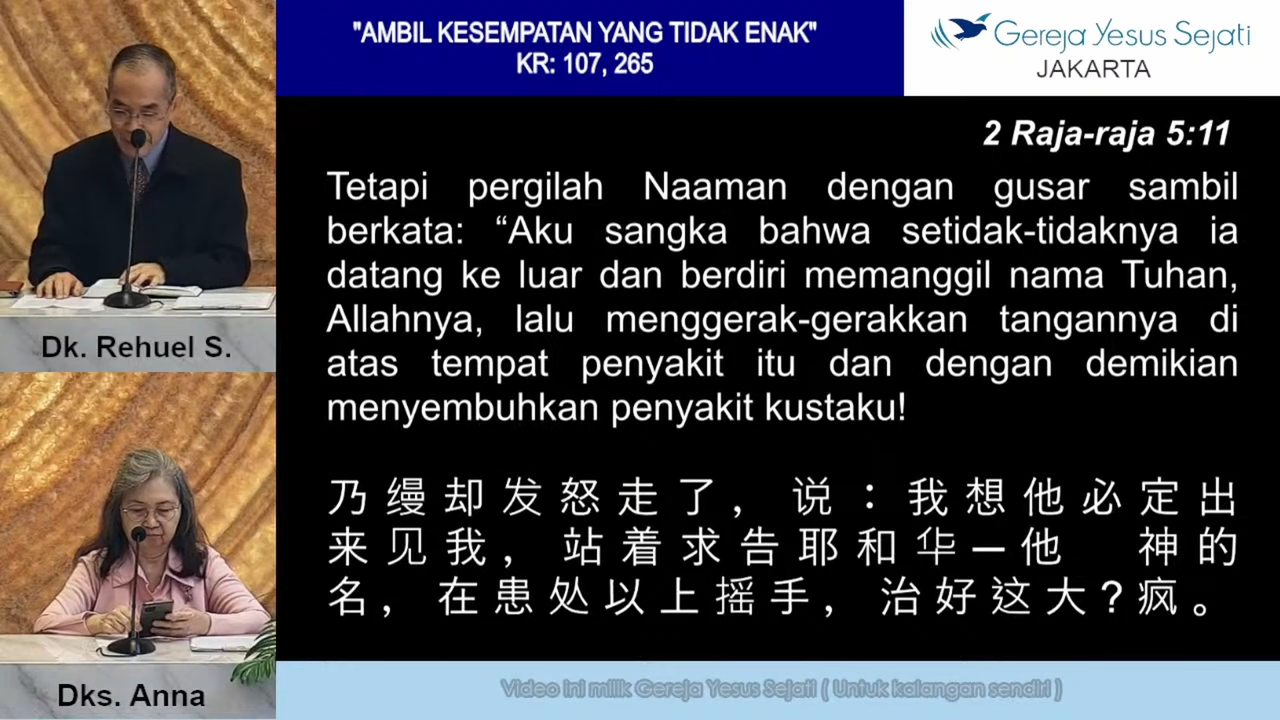 "AMBIL KESEMPATAN YANG TIDAK ENAK"
KR: 107, 265
Gereja Yesus Sejati
JAKARTA
2 Raja-raja 5:11
Tetapi pergilah Naaman dengan gusar sambil
berkata: “Aku sangka bahwa setidak-tidaknya ia
datang ke luar dan berdiri memanggil nama Tuhan,
Allahnya, lalu menggerak-gerakkan tangannya di
atas tempat penyakit itu dan dengan demikian
menyembuhkan penyakit kustaku!
乃缦却发怒走了，说：我想他必定出
来见我，站着求告耶和华—他 神的
名，在患处以上摇手，治好这大?疯。
Dk. Rehuel S.
Dks. Anna
Video ini milik Gereja Yesus Sejati ( Untuk kalangan sendiri )